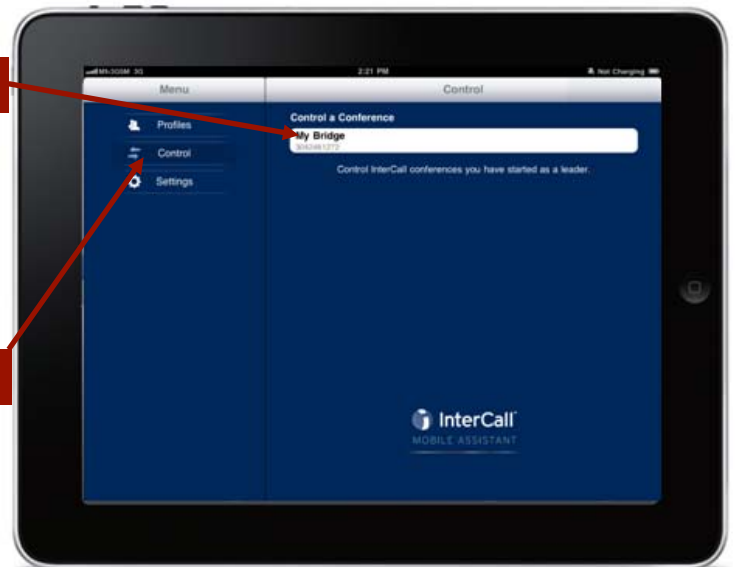 2:21 PM
Not Charging
Menu
Control
Profiles
Control
Settings
Control a Conference
My Bridge
Control InterCall conferences you have started as a leader.
InterCall
MOBILE ASSISTANT